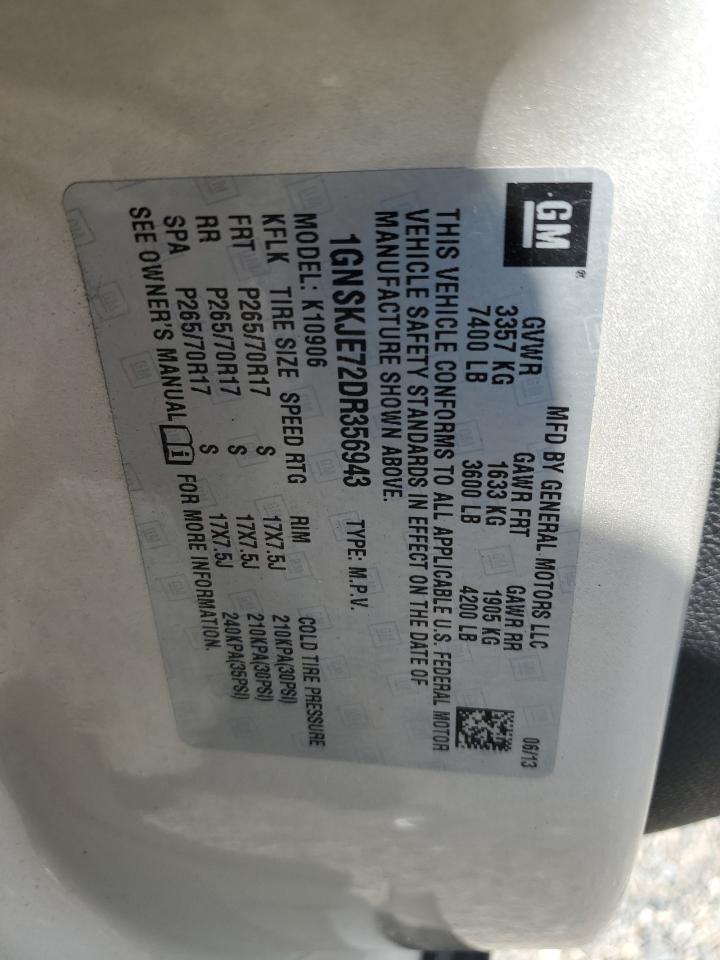 GM®
MFD BY GENERAL MOTORS LLC 06/13
GVWR GAWR FRT GAWR RR
3357 KG 1633 KG 1905 KG
7400 LB 3600 LB 4200 LB
THIS VEHICLE CONFORMS TO ALL APPLICABLE U.S. FEDERAL MOTOR
VEHICLE SAFETY STANDARDS IN EFFECT ON THE DATE OF
MANUFACTURE SHOWN ABOVE.
1GNSKJE72DR356943 TYPE: M.P.V.
MODEL: K10906
KFLK TIRE SIZE SPEED RTG RIM COLD TIRE PRESSURE
FRT P265/70R17 S 17X7.5J 210KPA(30PSI)
RR P265/70R17 S 17X7.5J 210KPA(30PSI)
SPA P265/70R17 S 17X7.5J 240KPA(35PSI)
SEE OWNER'S MANUAL i FOR MORE INFORMATION.